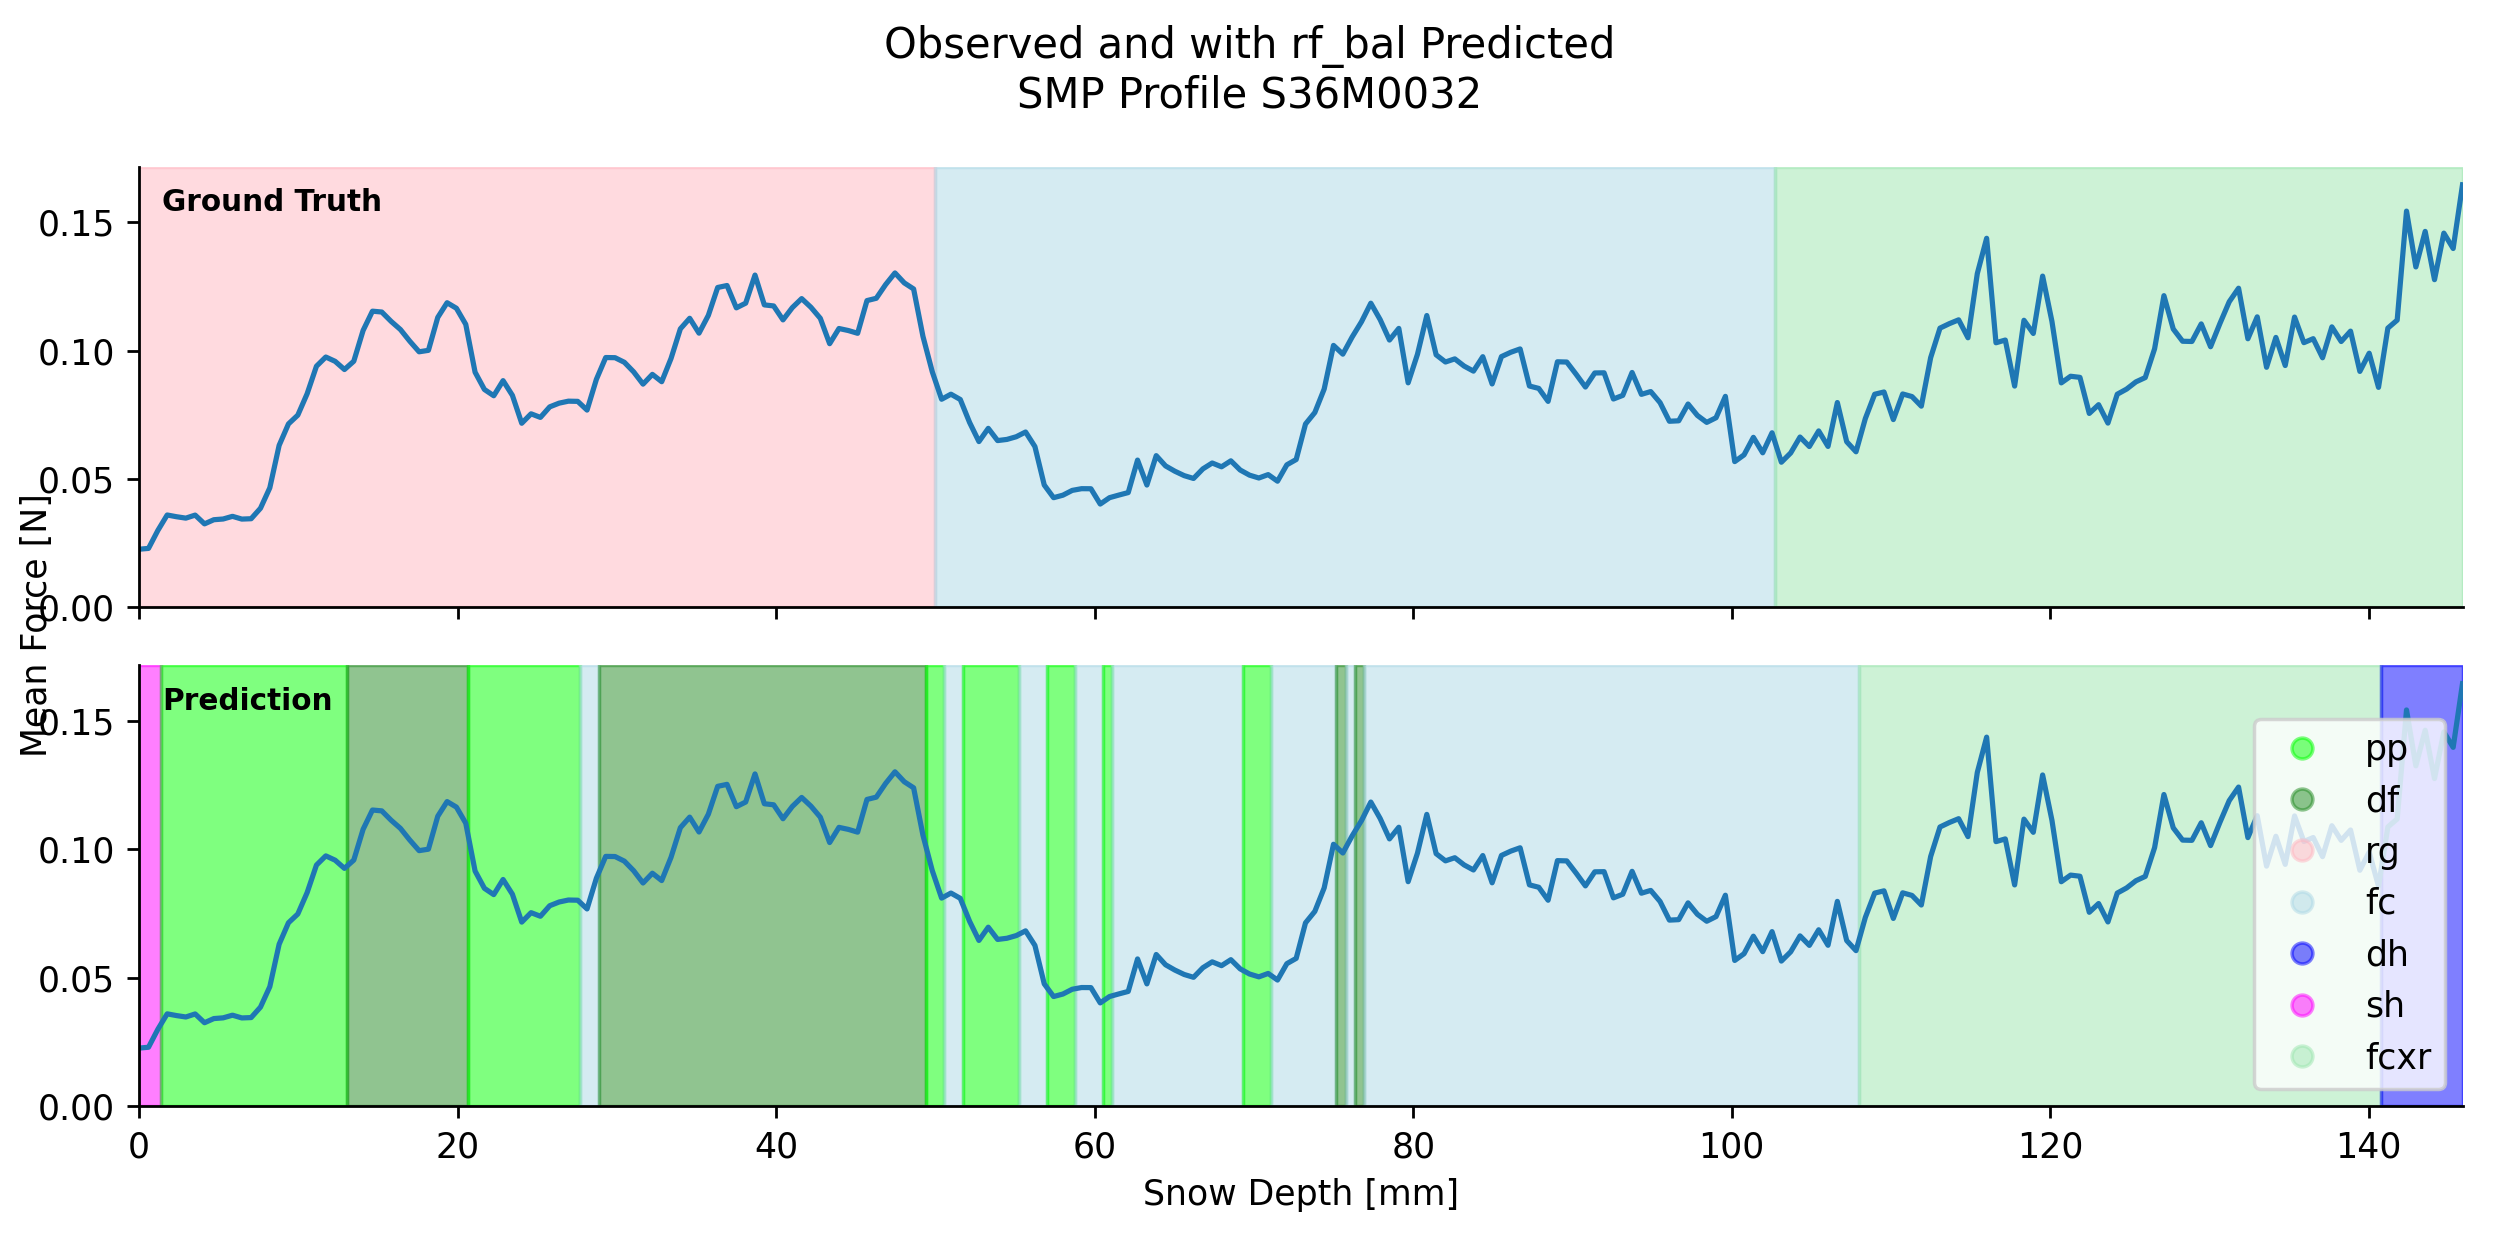 Observed and with rf_bal Predicted
SMP Profile S36M0032
Ground Truth
0.15
0.10
0.05
0.00
Mean Force [N]
Prediction
0.15
0.10
0.05
0.00
pp
df
rg
fc
dh
sh
fcxr
0 20 40 60 80 100 120 140
Snow Depth [mm]